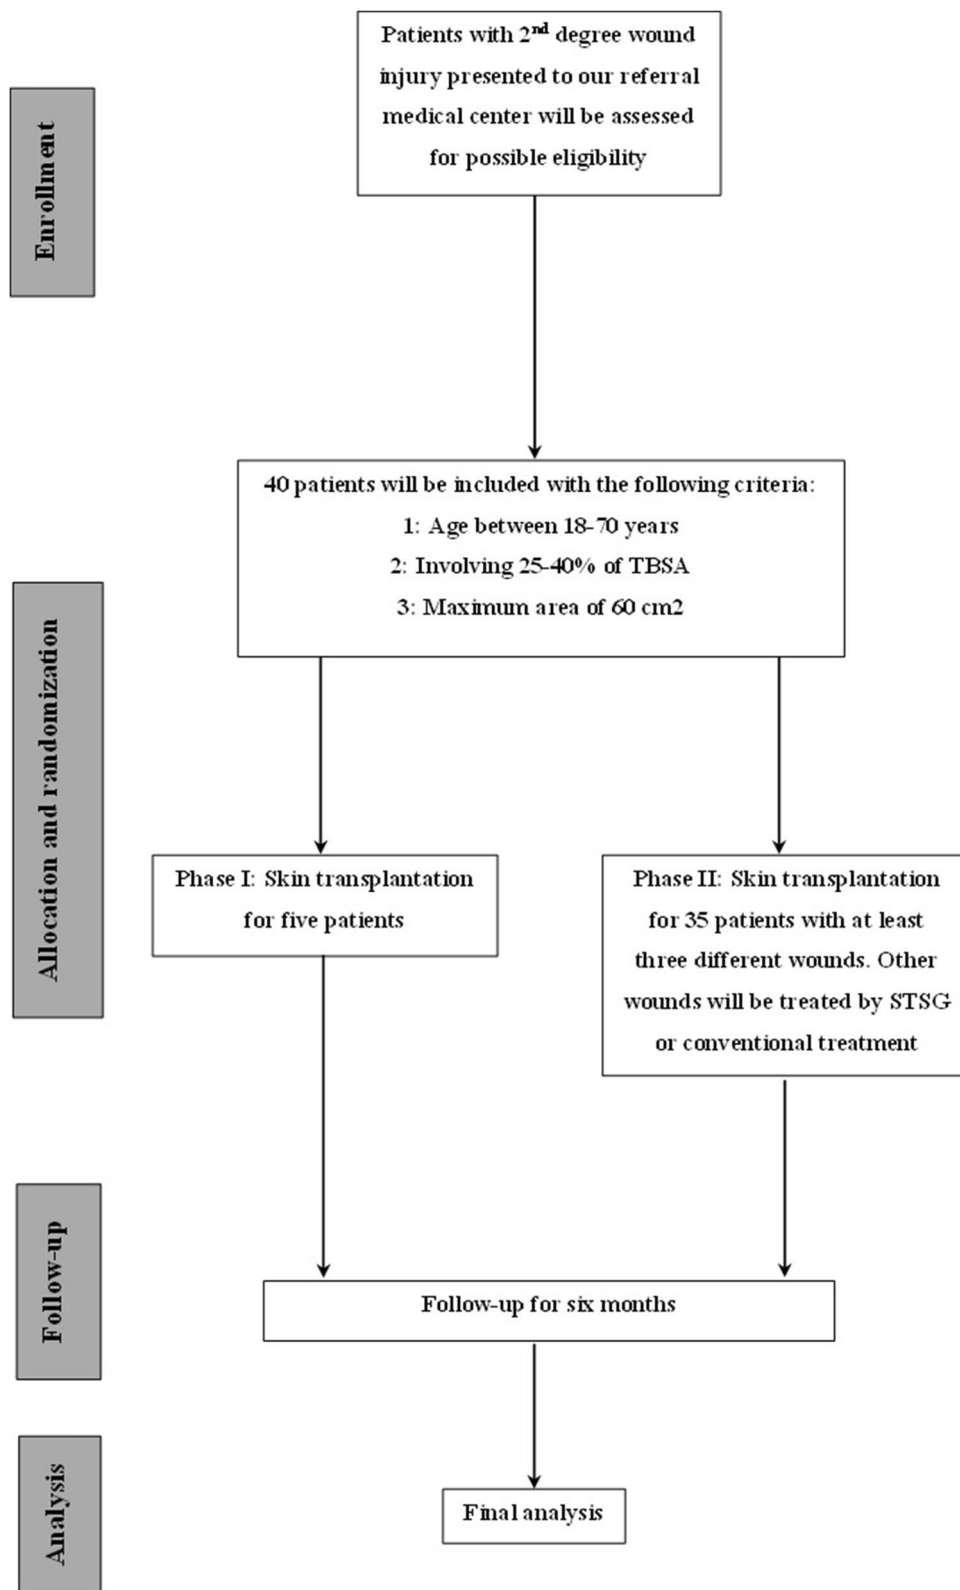 Enrollment
Patients with 2nd degree wound
injury presented to our referral
medical center will be assessed
for possible eligibility
Allocation and randomization
40 patients will be included with the following criteria:
1: Age between 18-70 years
2: Involving 25-40% of TBSA
3: Maximum area of 60 cm2
Phase I: Skin transplantation
for five patients
Phase II: Skin transplantation
for 35 patients with at least
three different wounds. Other
wounds will be treated by STSG
or conventional treatment
Follow-up
Follow-up for six months
Analysis
Final analysis